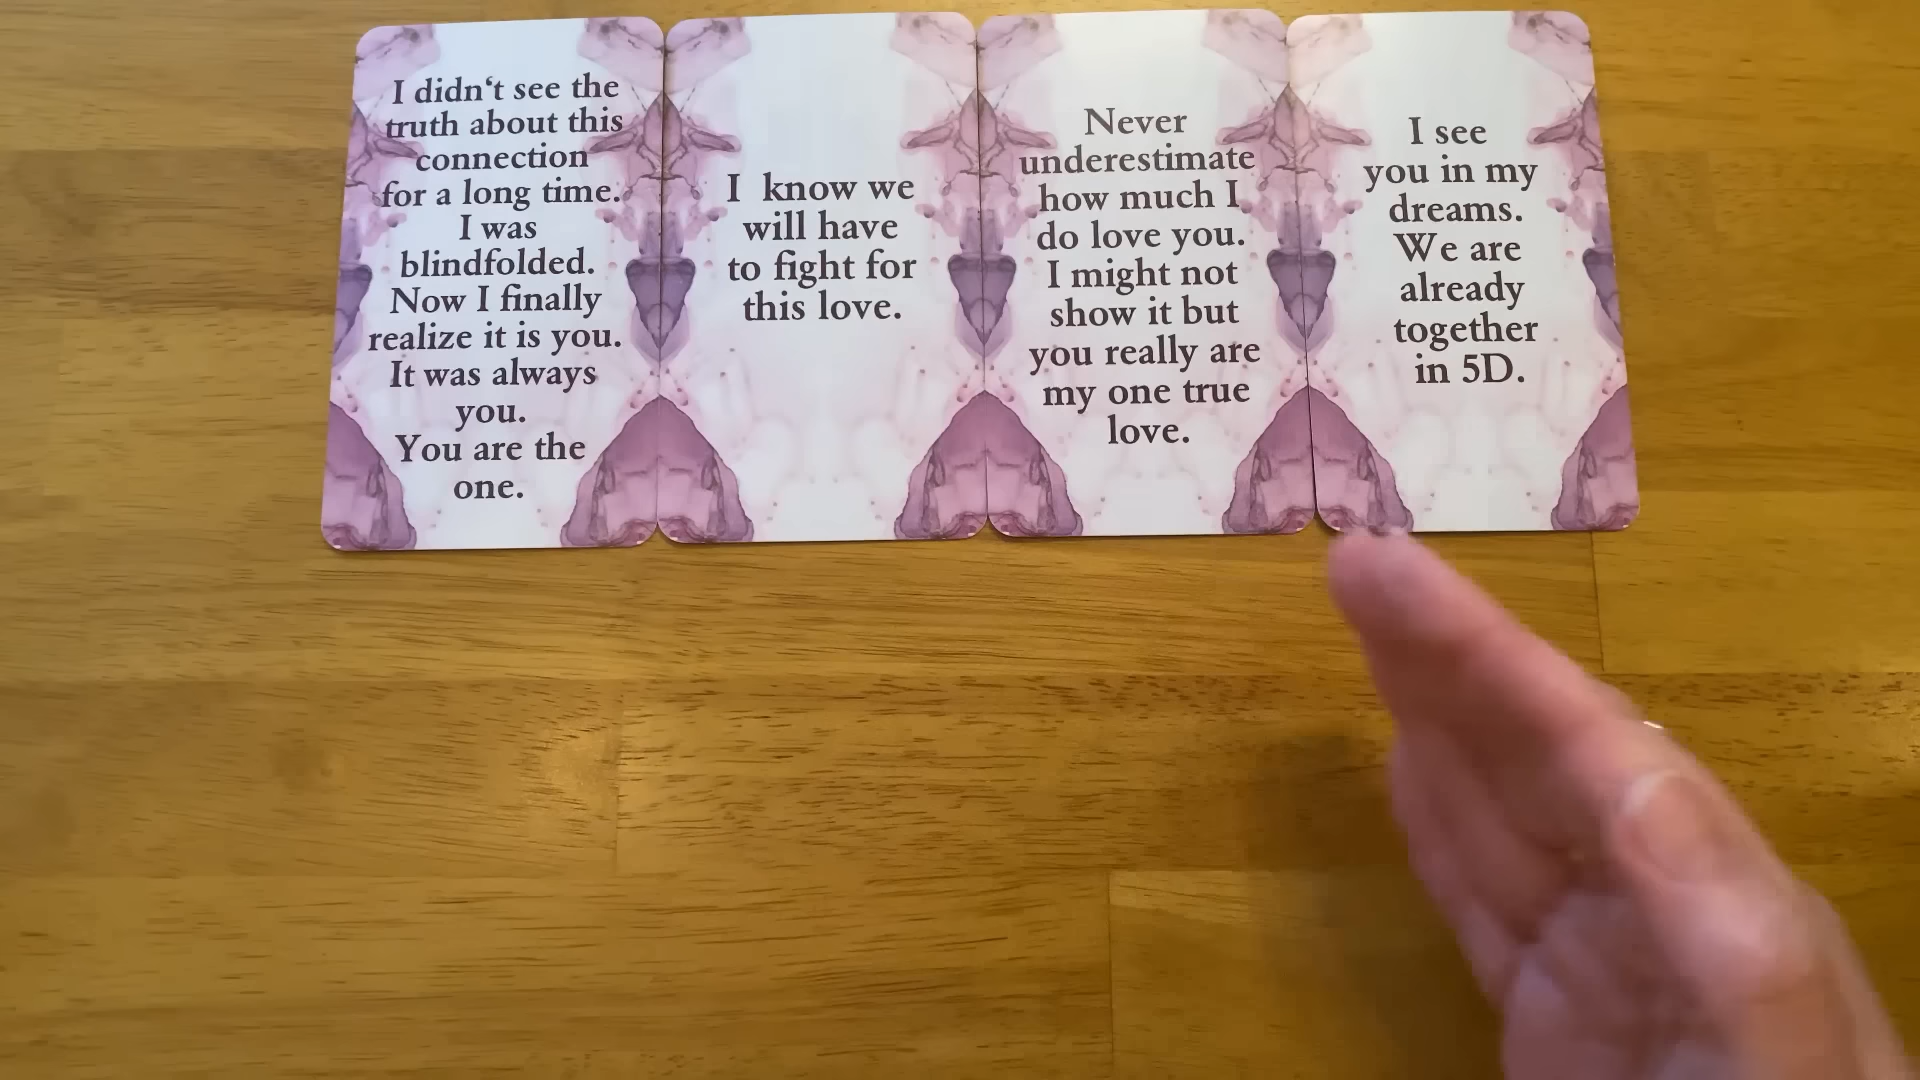 I didn‘t see the
truth about this
connection
for a long time.
I was
blindfolded.
Now I finally
realize it is you.
It was always
you.
You are the
one.
I know we
will have
to fight for
this love.
Never
underestimate
how much I
do love you.
I might not
show it but
you really are
my one true
love.
I see
you in my
dreams.
We are
already
together
in 5D.